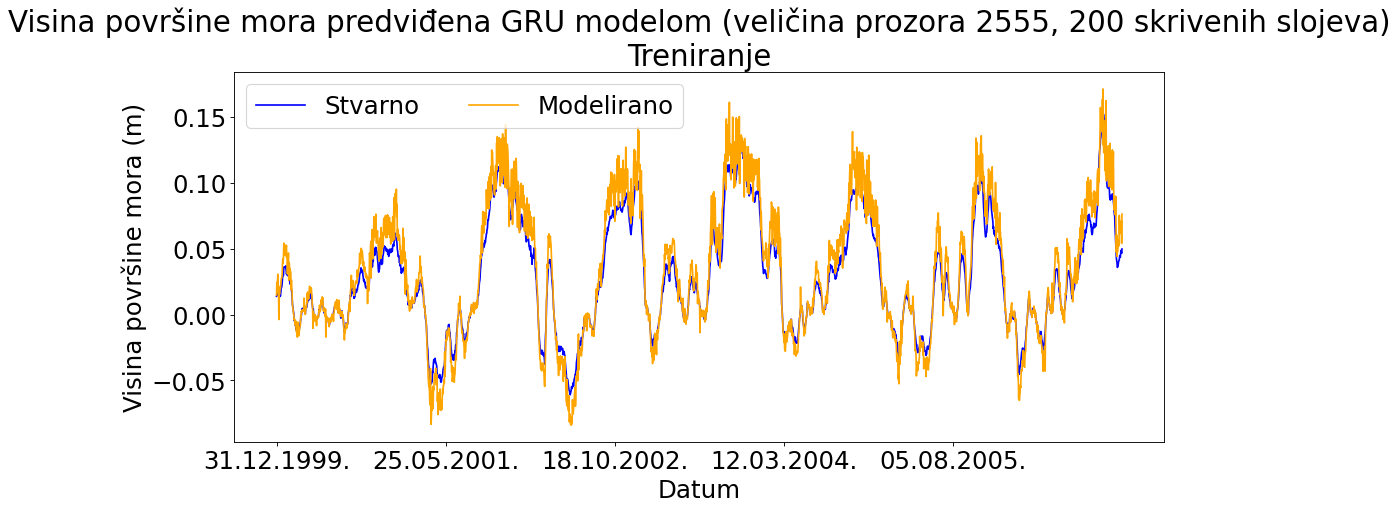 Visina površine mora predviđena GRU modelom (veličina prozora 2555, 200 skrivenih slojeva)
Treniranje
Stvarno
Modelirano
Visina površine mora (m)
0.15
0.10
0.05
0.00
−0.05
31.12.1999.
25.05.2001.
18.10.2002.
12.03.2004.
05.08.2005.
Datum